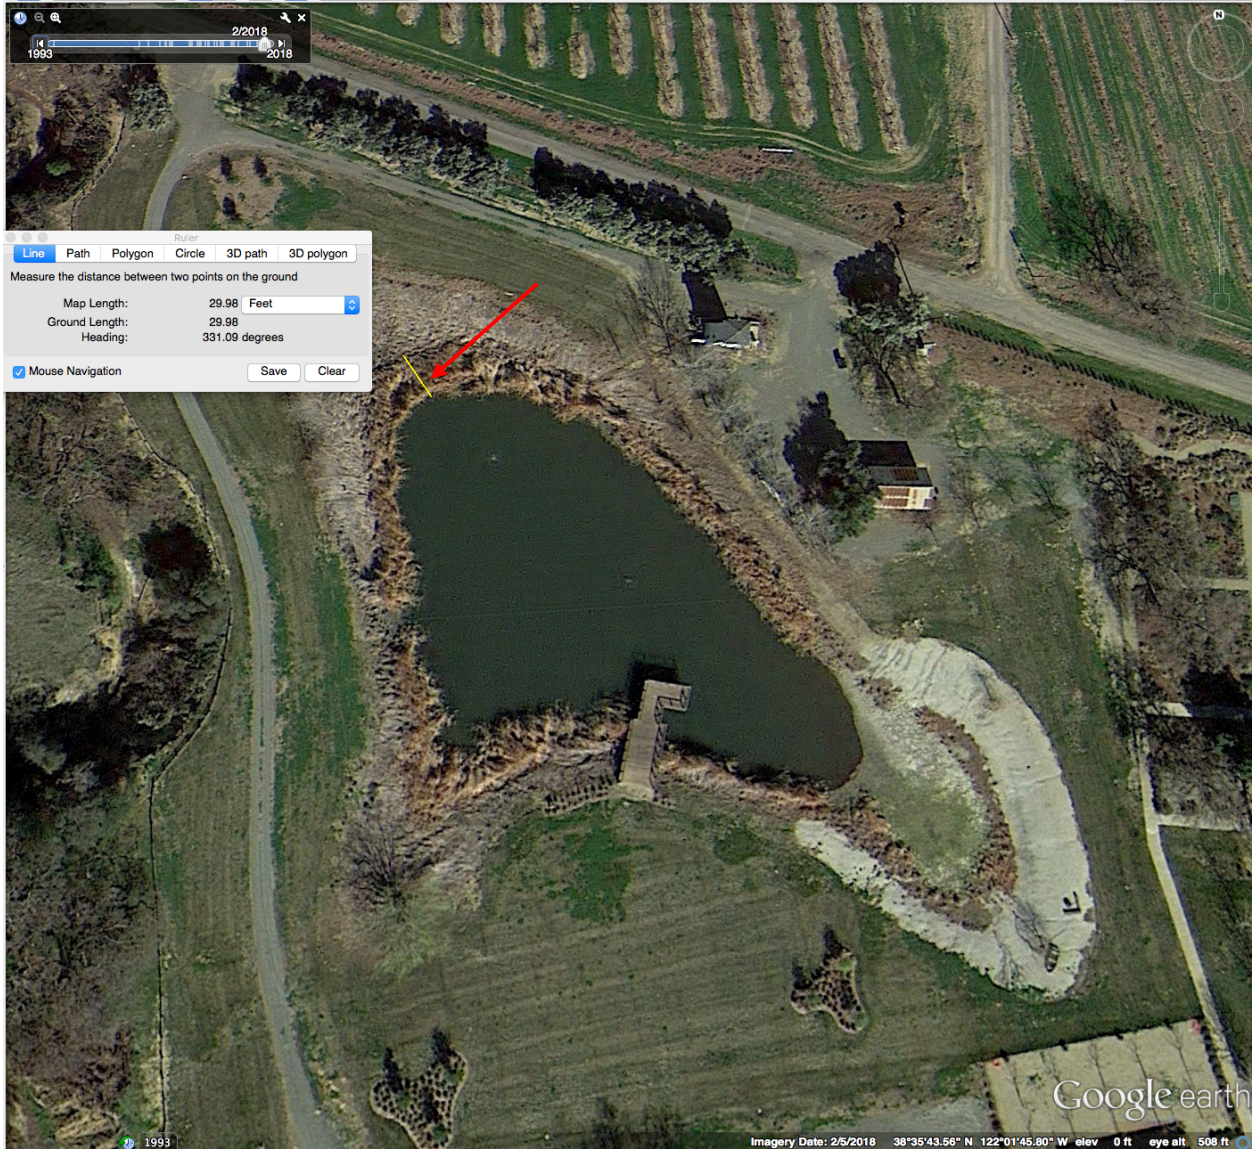 2/2018
1993
2018
N
Ruler
Line Path Polygon Circle 3D path 3D polygon
Measure the distance between two points on the ground
Map Length: 29.98 Feet
Ground Length: 29.98
Heading: 331.09 degrees
Mouse Navigation
Save
Clear
Google earth
1993
Imagery Date: 2/5/2018 38°35'43.56" N 122°01'45.80" W elev 0 ft eye alt 508 ft